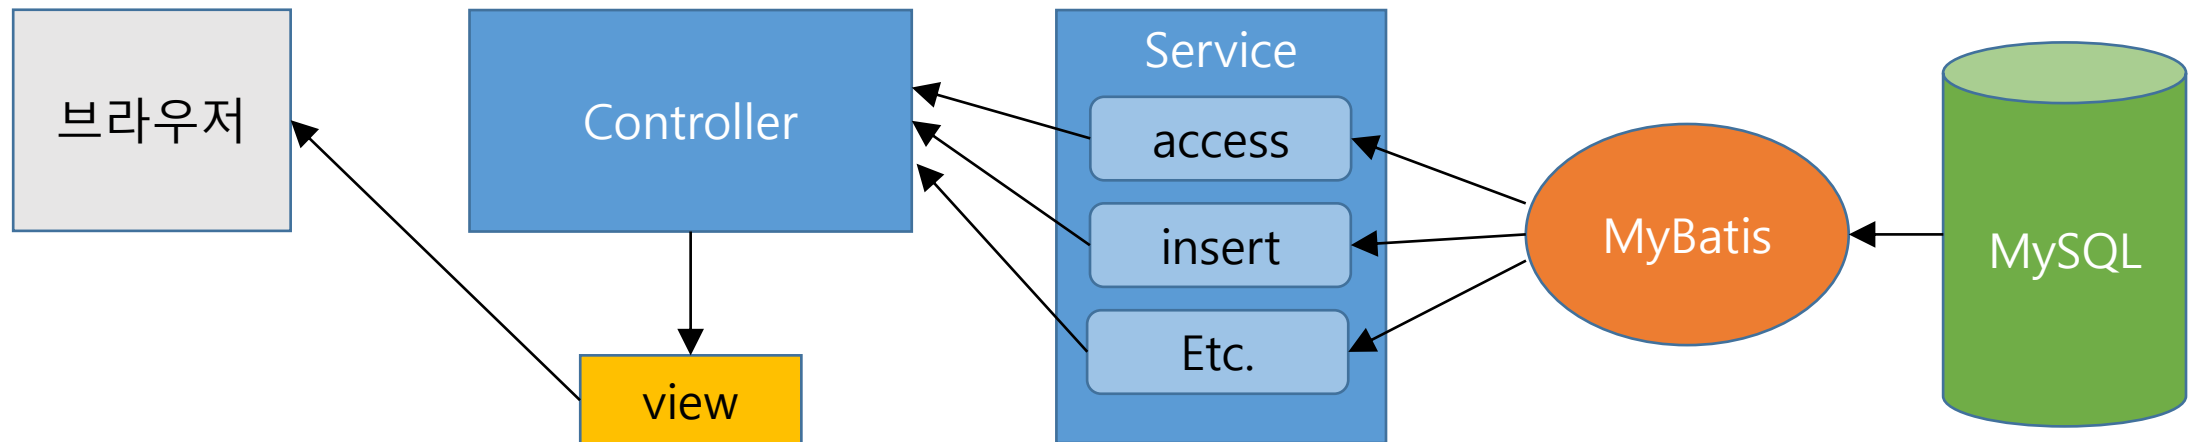 브라우저
Controller
Service
access
insert
Etc.
MyBatis
MySQL
view